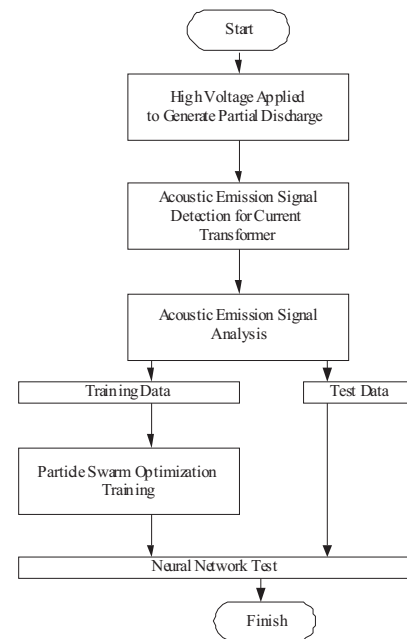 Start
High Voltage Applied
to Generate Partial Discharge
Acoustic Emission Signal
Detection for Current
Transformer
Acoustic Emission Signal
Analysis
Training Data
Test Data
Particle Swarm Optimization
Training
Neural Network Test
Finish